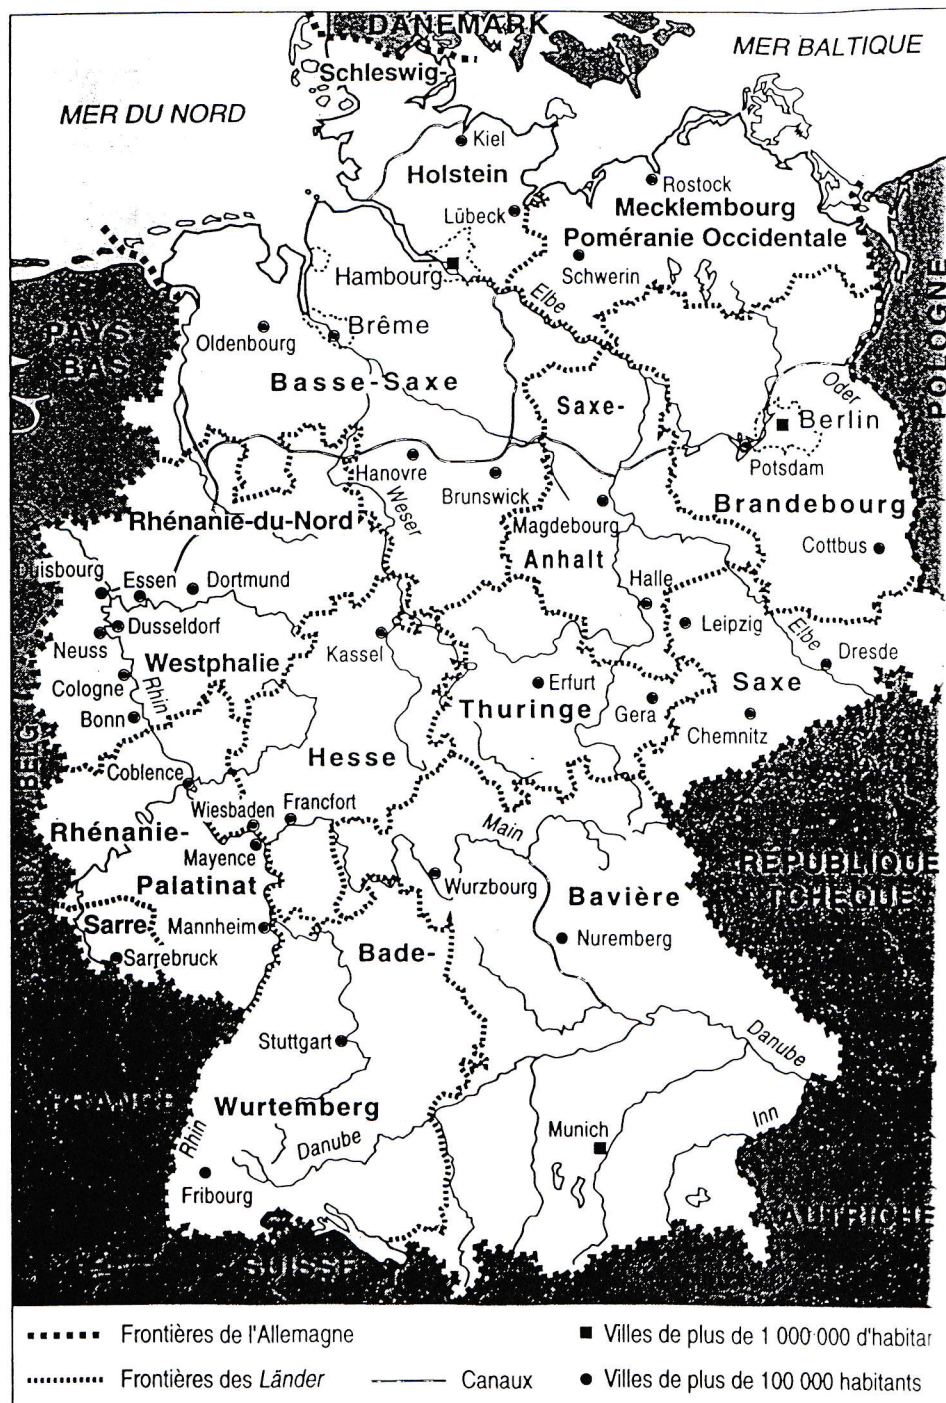 DANEMARK
MER BALTIQUE
Schleswig-
MER DU NORD
Kiel
Holstein
Rostock
Lübeck
Mecklembourg
Poméranie Occidentale
Hambourg
Schwerin
Elbe
POLOGNE
PAYS
BAS
Oldenbourg
Brême
Basse-Saxe
Saxe-
Oder
Berlin
Hanovre
Potsdam
Weser
Brunswick
Magdebourg
Brandebourg
Rhénanie-du-Nord
Anhalt
Cottbus
Duisbourg
Essen
Dortmund
Halle
Dusseldorf
Leipzig
Elbe
Neuss
Kassel
Dresde
Westphalie
Cologne
Rhin
Erfurt
Saxe
Bonn
Thuringe
Gera
Chemnitz
BELG
Hesse
Coblence
Wiesbaden
Francfort
Rhénanie-
Main
Mayence
RÉPUBLIQUE
TCHEQUE
Palatinat
Wurzbourg
Bavière
Sarre
Mannheim
Nuremberg
Bade-
Sarrebruck
Stuttgart
Danube
FRANCE
Wurtemberg
Rhin
Danube
Munich
Inn
Fribourg
AUTRICHE
SUISSE
Frontières de l'Allemagne
Villes de plus de 1 000 000 d'habitar
Frontières des Länder
Canaux
Villes de plus de 100 000 habitants